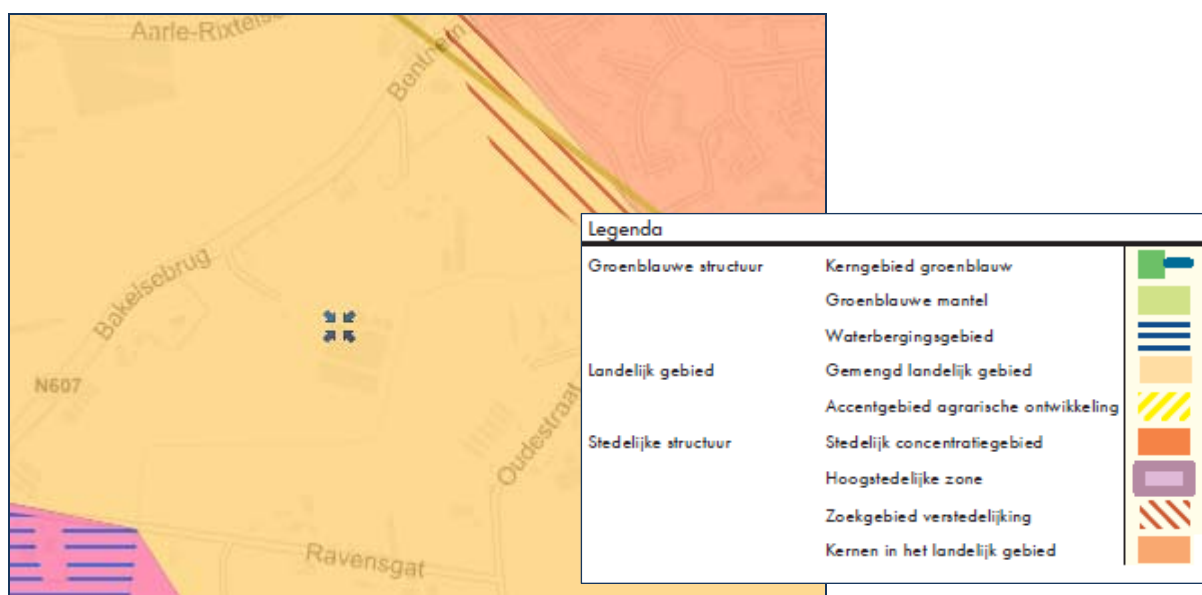 Aarle-Rixtels
Benthem
Bakelsebrug
N607
Oudestraat
Ravensgat
Legenda
Groenblauwe structuur Kerngebied groenblauw
Groenblauwe mantel
Waterbergingsgebied
Landelijk gebied Gemengd landelijk gebied
Accentgebied agrarische ontwikkeling
Stedelijke structuur Stedelijk concentratiegebied
Hoogstedelijke zone
Zoekgebied verstedelijking
Kernen in het landelijk gebied